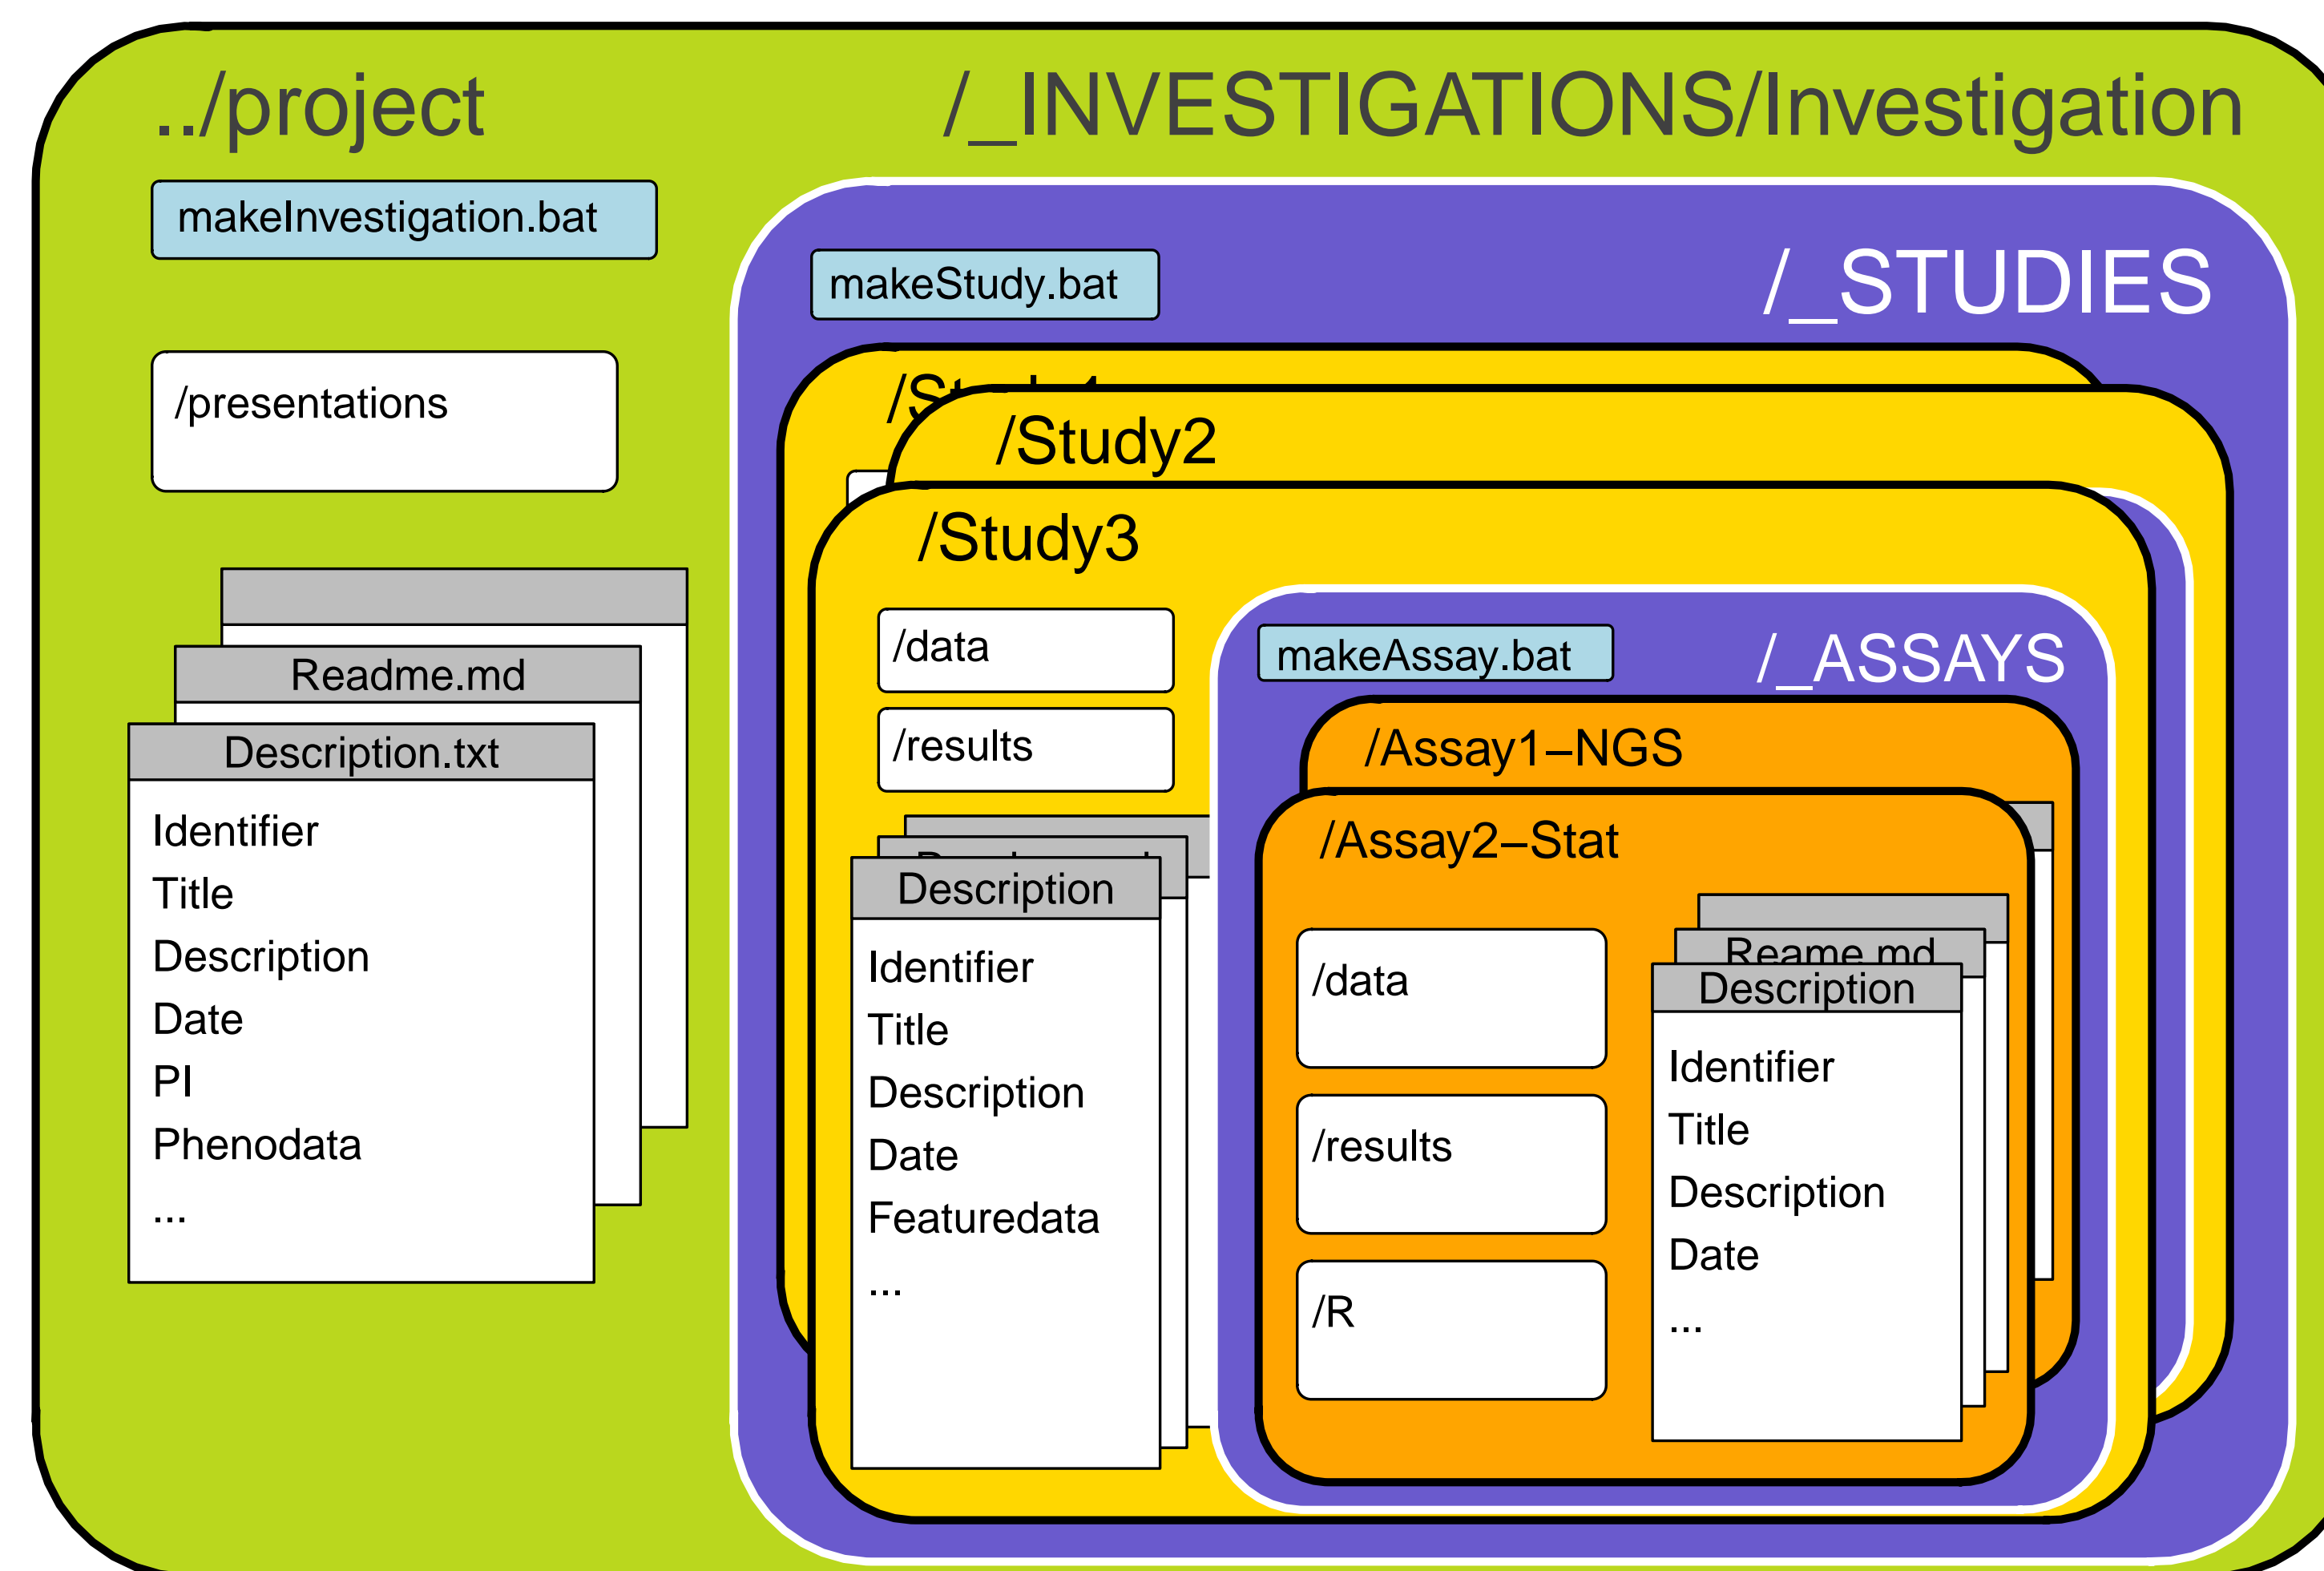 ../project
/_INVESTIGATIONS/Investigation
makeInvestigation.bat
/presentations
Readme.md
Description.txt
Identifier
Title
Description
Date
PI
Phenodata
...
makeStudy.bat
/_STUDIES
/Study2
/Study3
/data
/results
Description
Identifier
Title
Description
Date
Featuredata
...
makeAssay.bat
/_ASSAYS
/Assay1–NGS
/Assay2–Stat
/data
/results
/R
Reame.md
Description
Identifier
Title
Description
Date
...